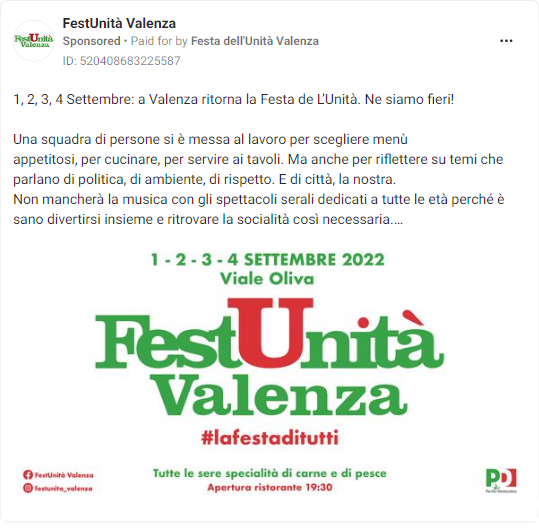 FestUnità Valenza
FestUnità Valenza
Sponsored • Paid for by Festa dell'Unità Valenza
ID: 520408683225587
1, 2, 3, 4 Settembre: a Valenza ritorna la Festa de L'Unità. Ne siamo fieri!
Una squadra di persone si è messa al lavoro per scegliere menù
appetitosi, per cucinare, per servire ai tavoli. Ma anche per riflettere su temi che
parlano di politica, di ambiente, di rispetto. E di città, la nostra.
Non mancherà la musica con gli spettacoli serali dedicati a tutte le età perché è
sano divertirsi insieme e ritrovare la socialità così necessaria....
1 - 2 - 3 - 4 SETTEMBRE 2022
Viale Oliva
FestUnità
Valenza
#lafestaditutti
FestUnità Valenza
festunita_valenza
Tutte le sere specialità di carne e di pesce
Apertura ristorante 19:30
PD
Partito Democratico